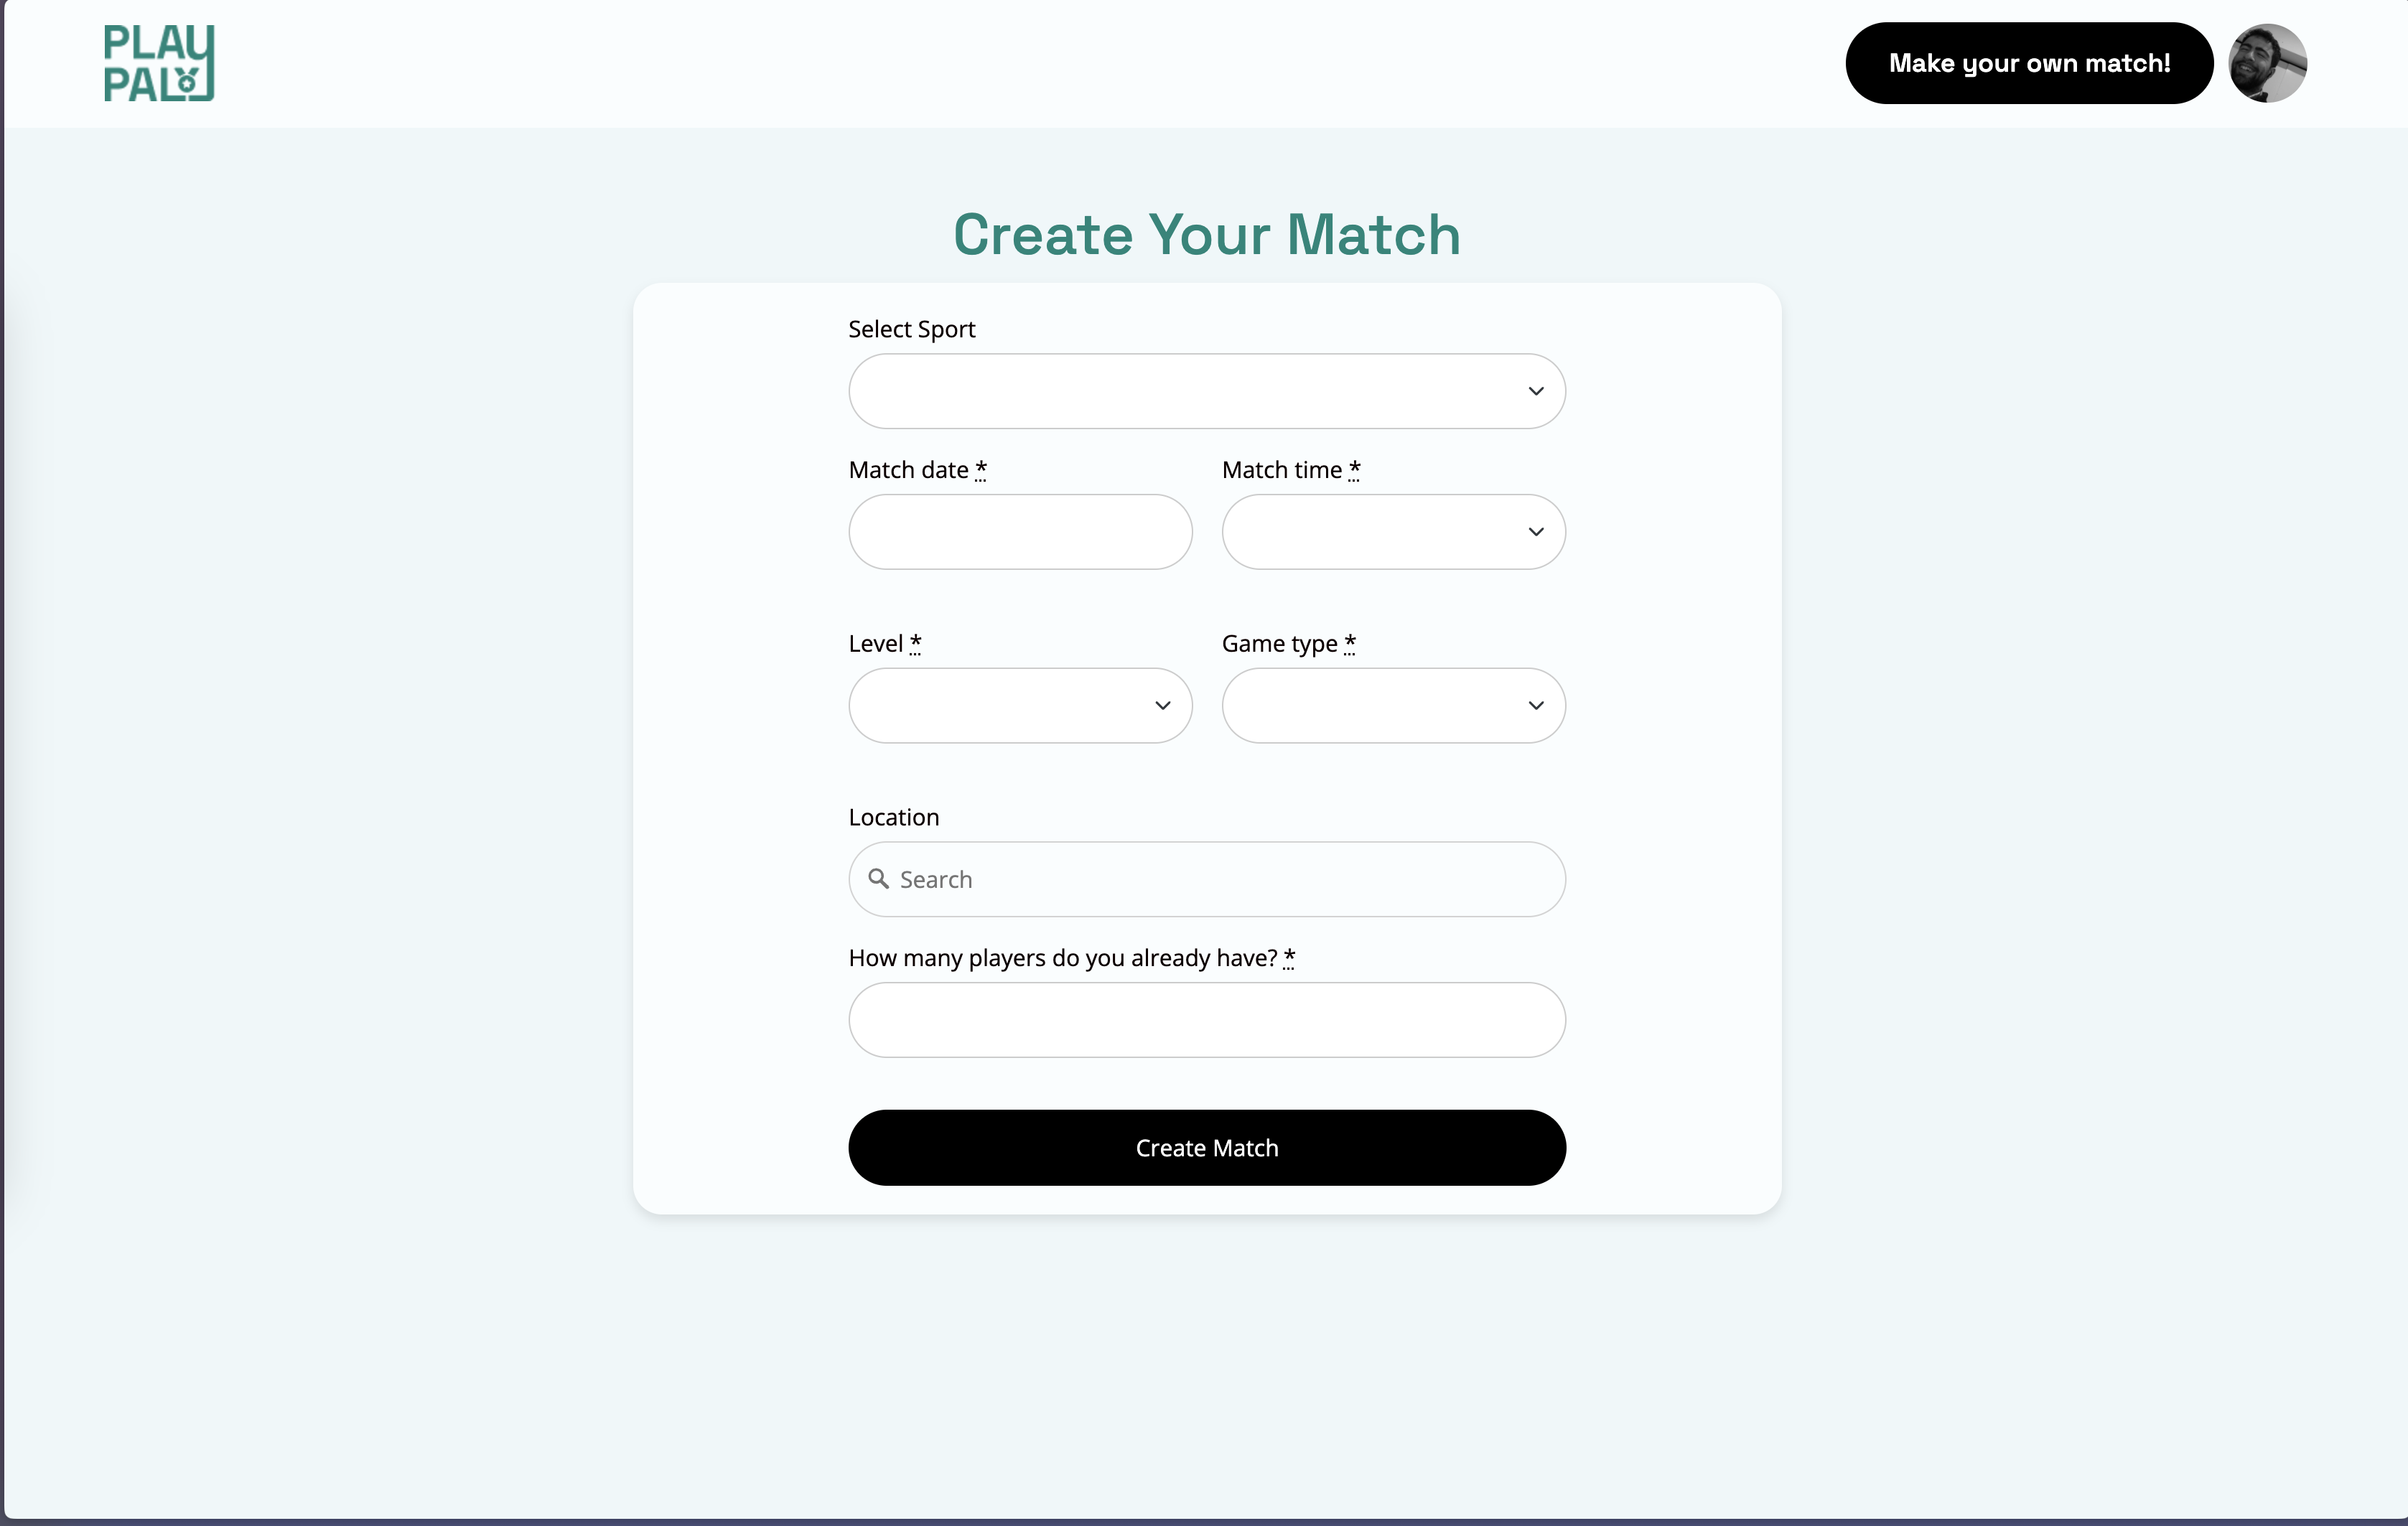 PLAY
PAL
Make your own match!
Create Your Match
Select Sport
Match date * Match time *
Level * Game type *
Location
Search
How many players do you already have? *
Create Match